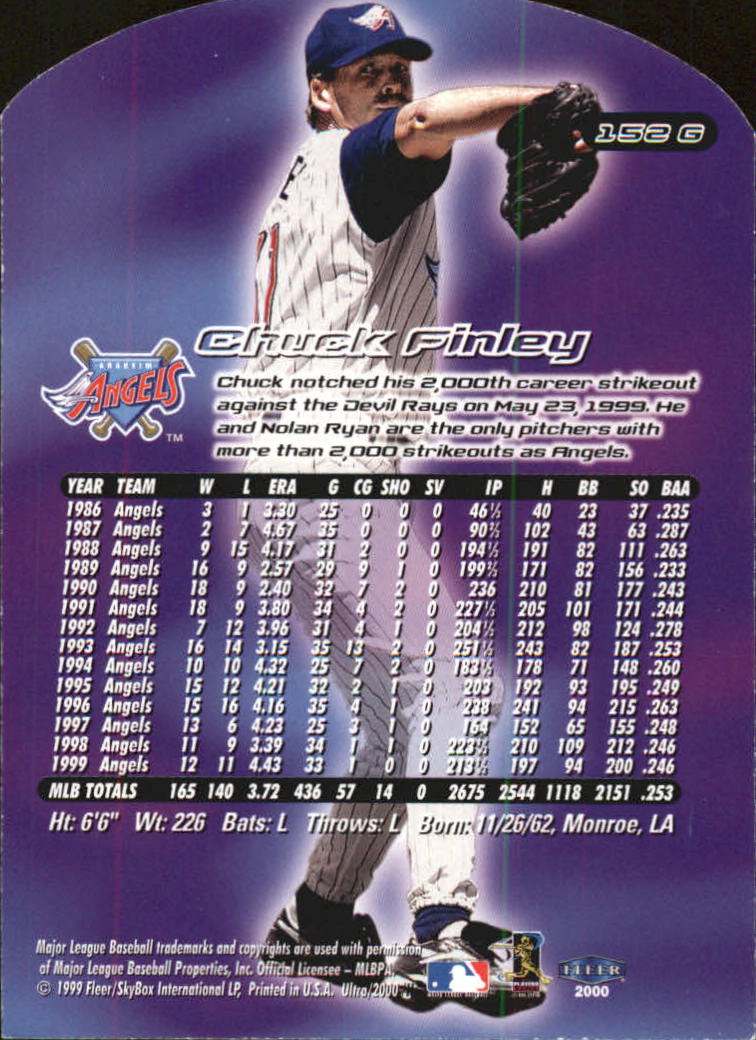 152 G
Chuck Finley
ANAHEIM
ANGELS
TM
Chuck notched his 2,000th career strikeout
against the Devil Rays on May 23, 1999. He
and Nolan Ryan are the only pitchers with
more than 2,000 strikeouts as Angels.
YEAR TEAM W L ERA G CG SHO SV IP H BB SO BAA
1986 Angels 3 1 3.30 25 0 0 0 46⅓ 40 23 37 .235
1987 Angels 2 7 4.67 35 0 0 0 90⅔ 102 43 63 .287
1988 Angels 9 15 4.17 31 2 0 0 194⅓ 191 82 111 .263
1989 Angels 16 9 2.57 29 9 1 0 199⅔ 171 82 156 .233
1990 Angels 18 9 2.40 32 7 2 0 236 210 81 177 .243
1991 Angels 18 9 3.80 34 4 2 0 227⅓ 205 101 171 .244
1992 Angels 7 12 3.96 31 4 1 0 204⅓ 212 98 124 .278
1993 Angels 16 14 3.15 35 13 2 0 251⅓ 243 82 187 .253
1994 Angels 10 10 4.32 25 7 2 0 183⅓ 178 71 148 .260
1995 Angels 15 12 4.21 32 2 1 0 203 192 93 195 .249
1996 Angels 15 16 4.16 35 4 1 0 238 241 94 215 .263
1997 Angels 13 6 4.23 25 3 1 0 164 152 65 155 .248
1998 Angels 11 9 3.39 34 1 1 0 223⅓ 210 109 212 .246
1999 Angels 12 11 4.43 33 1 0 0 213⅓ 197 94 200 .246
MLB TOTALS 165 140 3.72 436 57 14 0 2675 2544 1118 2151 .253
Ht: 6'6" Wt: 226 Bats: L Throws: L Born: 11/26/62, Monroe, LA
Major League Baseball trademarks and copyrights are used with permission
of Major League Baseball Properties, Inc. Official Licensee – MLBPA.
© 1999 Fleer/SkyBox International LP, Printed in U.S.A. Ultra/2000
FLEER
2000